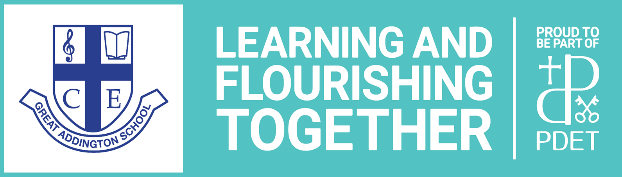 C E
GREAT ADDINGTON SCHOOL
LEARNING AND
FLOURISHING
TOGETHER
PROUD TO
BE PART OF
PDET